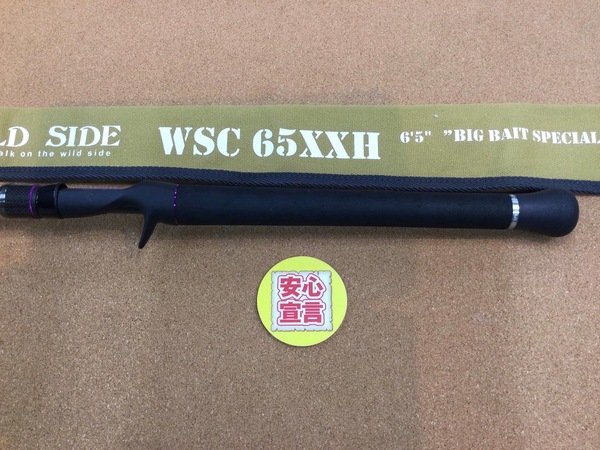 LD SIDE
alk on the wild side
WSC 65XXH
6'5" "BIG BAIT SPECIAL
安心
宣言